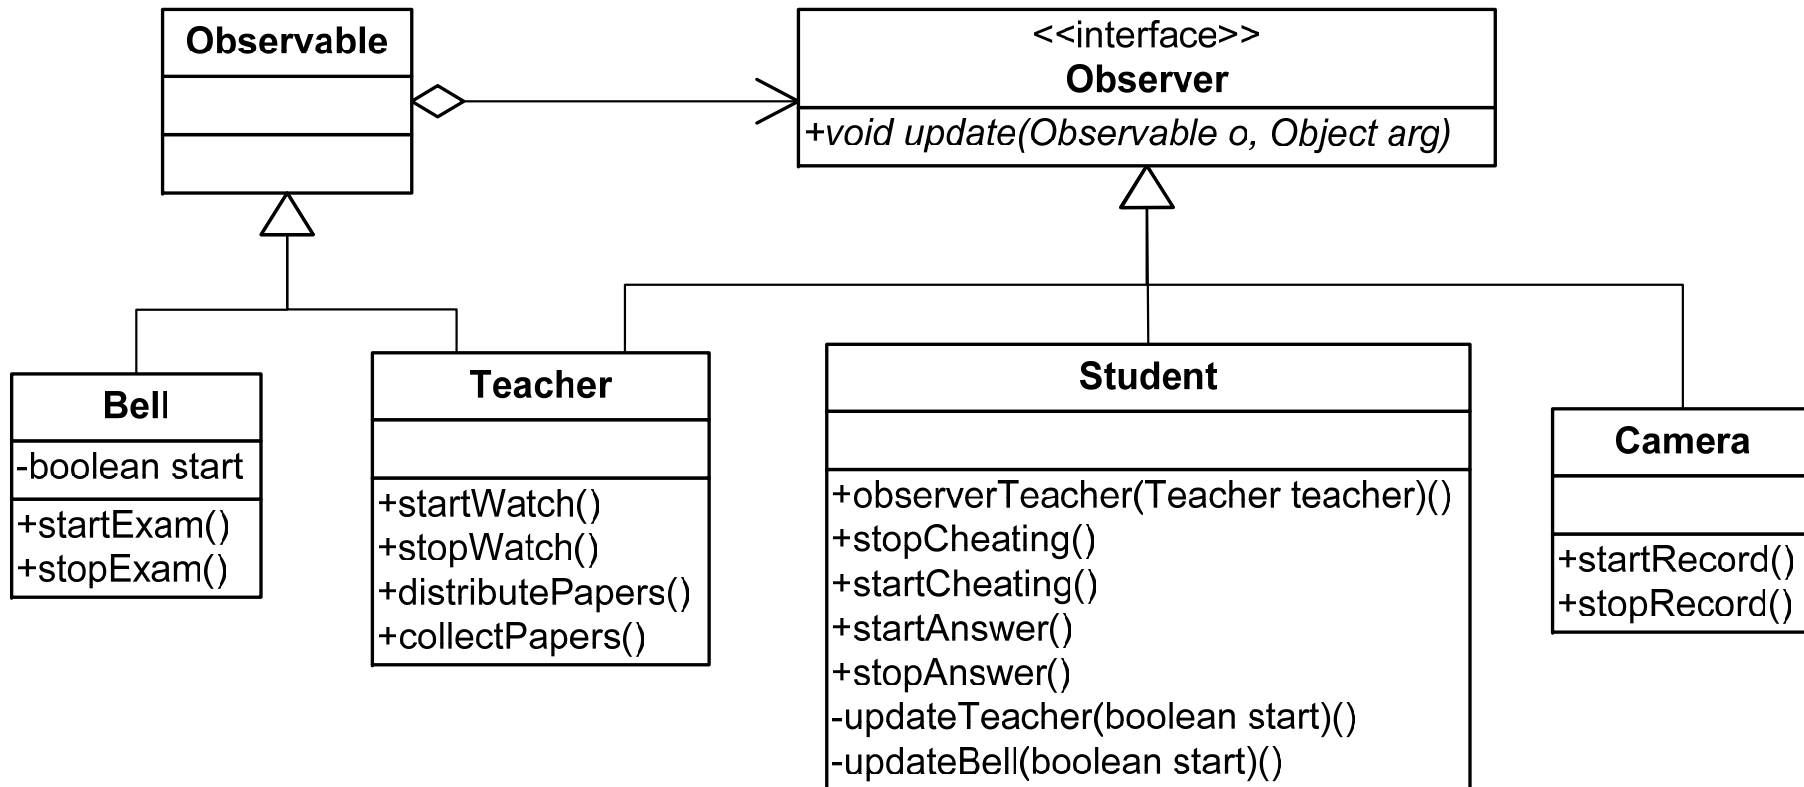 Observable
<<interface>>
Observer
+void update(Observable o, Object arg)
Bell
-boolean start
+startExam()
+stopExam()
Teacher
+startWatch()
+stopWatch()
+distributePapers()
+collectPapers()
Student
+observerTeacher(Teacher teacher)()
+stopCheating()
+startCheating()
+startAnswer()
+stopAnswer()
-updateTeacher(boolean start)()
-updateBell(boolean start)()
Camera
+startRecord()
+stopRecord()